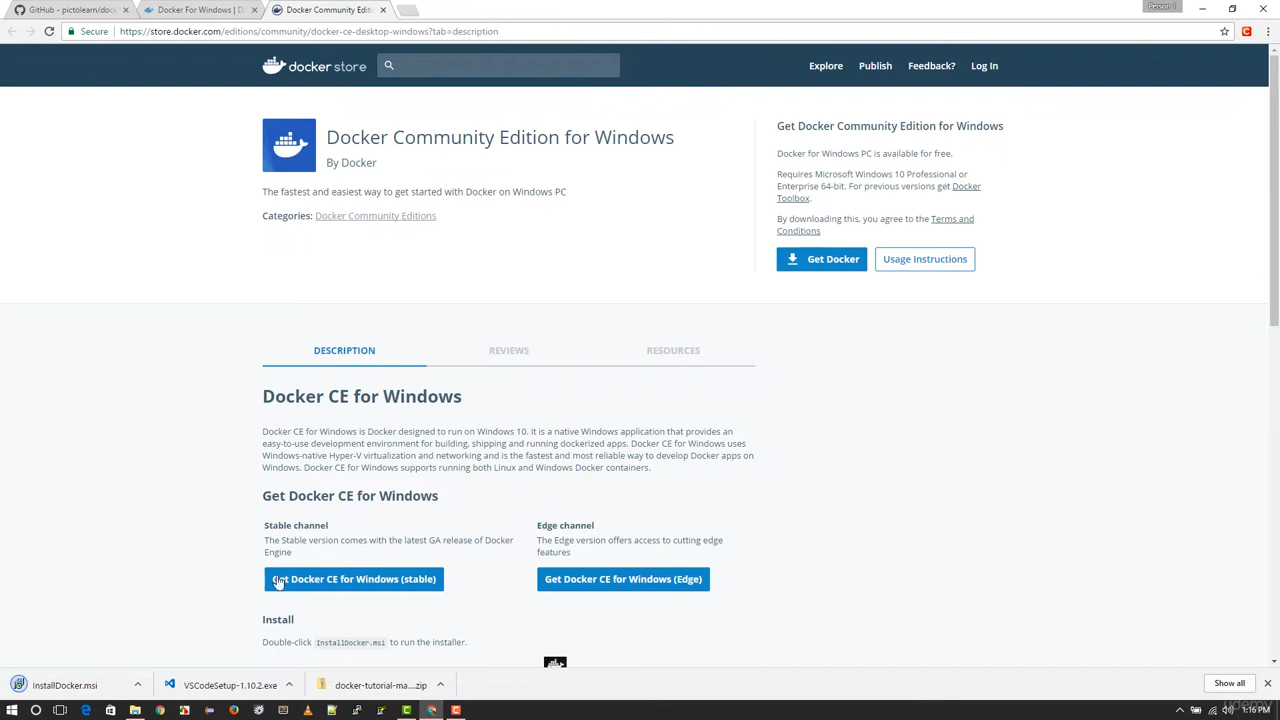 GitHub - pictolearn/doc
Docker For Windows | D
Docker Community Editi
Person 1
Secure
https://store.docker.com/editions/community/docker-ce-desktop-windows?tab=description
docker store
Explore
Publish
Feedback?
Log In
Docker Community Edition for Windows
By Docker
The fastest and easiest way to get started with Docker on Windows PC
Categories: Docker Community Editions
Get Docker Community Edition for Windows
Docker for Windows PC is available for free.
Requires Microsoft Windows 10 Professional or
Enterprise 64-bit. For previous versions get Docker
Toolbox.
By downloading this, you agree to the Terms and
Conditions
Get Docker
Usage Instructions
DESCRIPTION
REVIEWS
RESOURCES
Docker CE for Windows
Docker CE for Windows is Docker designed to run on Windows 10. It is a native Windows application that provides an
easy-to-use development environment for building, shipping and running dockerized apps. Docker CE for Windows uses
Windows-native Hyper-V virtualization and networking and is the fastest and most reliable way to develop Docker apps on
Windows. Docker CE for Windows supports running both Linux and Windows Docker containers.
Get Docker CE for Windows
Stable channel
The Stable version comes with the latest GA release of Docker
Engine
Get Docker CE for Windows (stable)
Edge channel
The Edge version offers access to cutting edge
features
Get Docker CE for Windows (Edge)
Install
Double-click InstallDocker.msi to run the installer.
InstallDocker.msi
VSCodeSetup-1.10.2.exe
docker-tutorial-ma....zip
Show all
1:16 PM
udemy